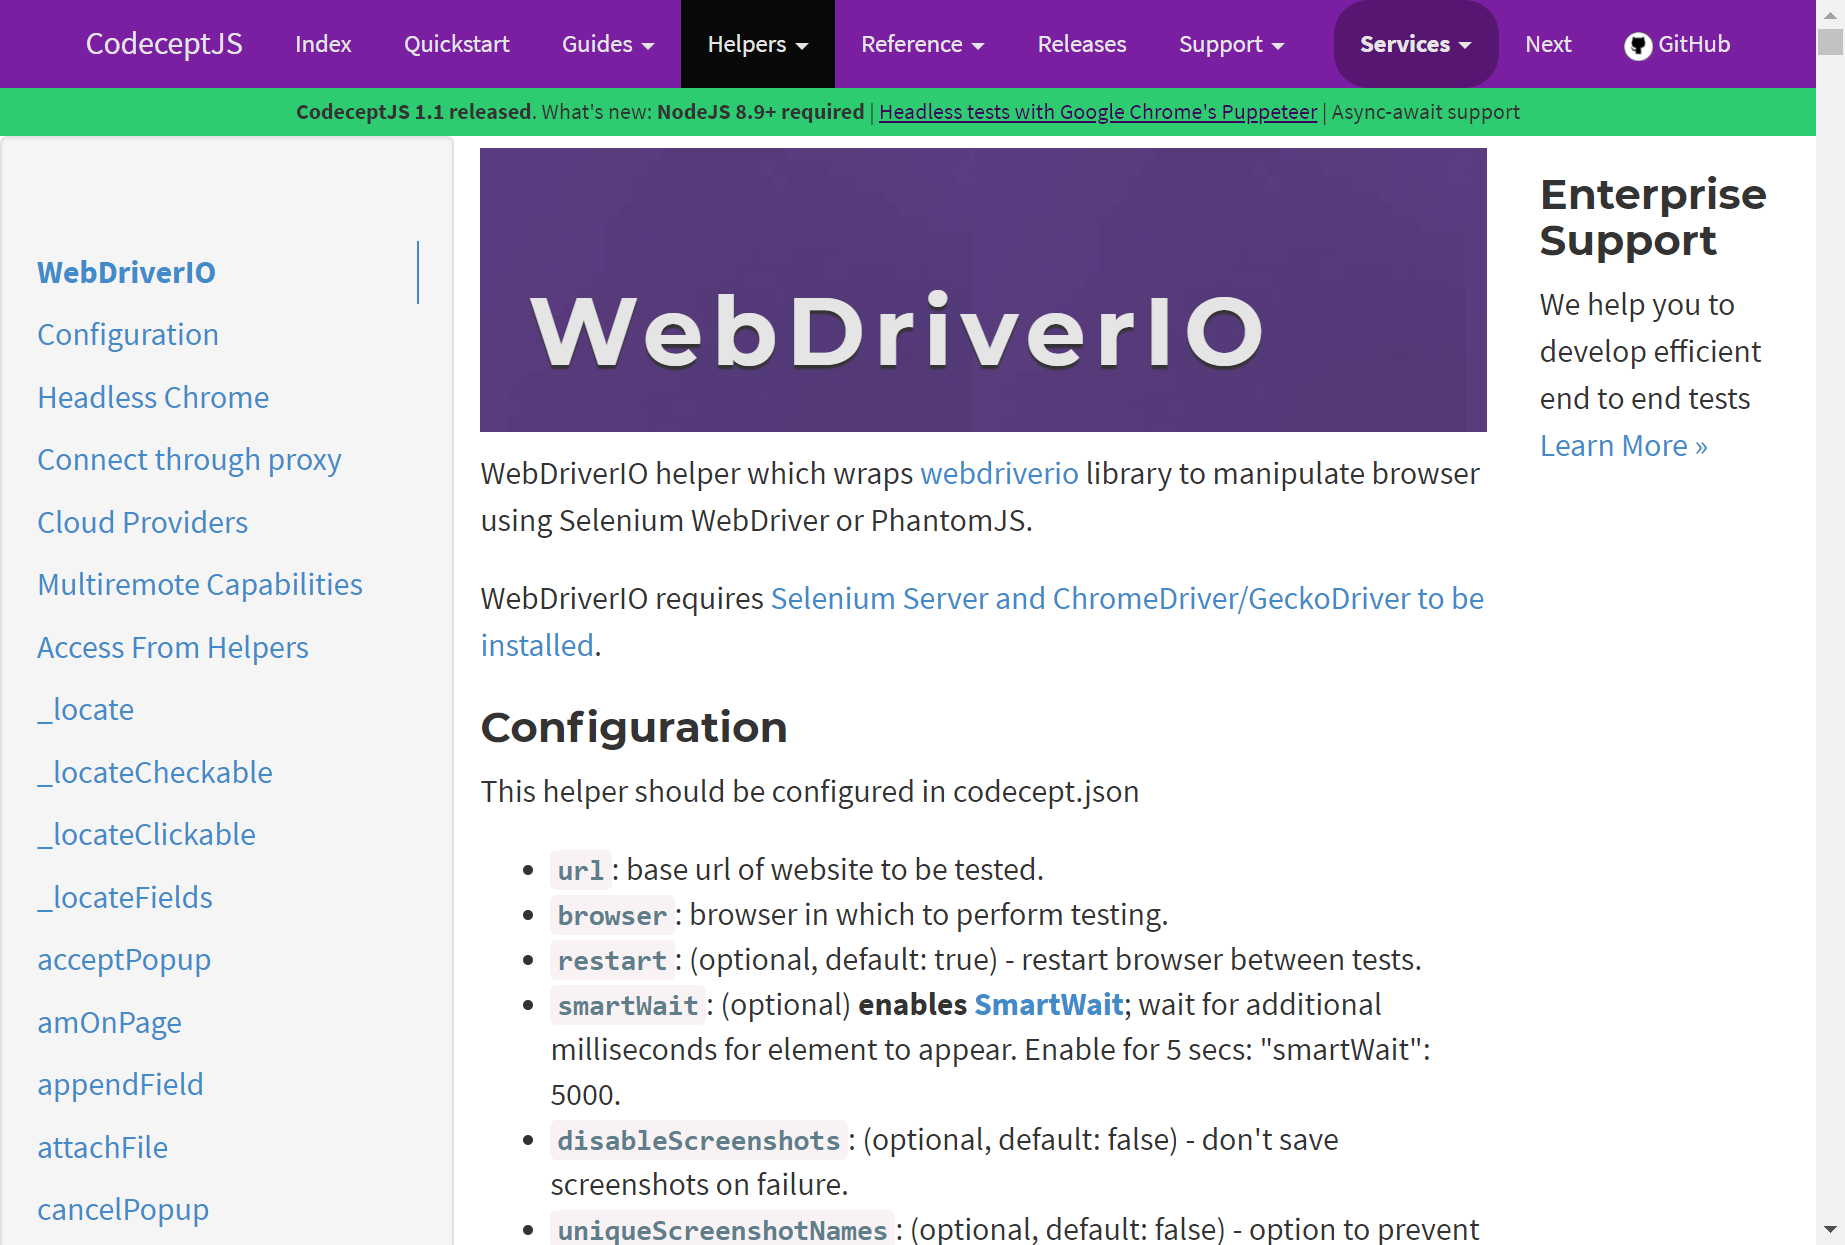 CodeceptJS Index Quickstart Guides Helpers Reference Releases Support Services Next GitHub
CodeceptJS 1.1 released. What's new: NodeJS 8.9+ required | Headless tests with Google Chrome's Puppeteer | Async-await support
WebDriverIO
Configuration
Headless Chrome
Connect through proxy
Cloud Providers
Multiremote Capabilities
Access From Helpers
_locate
_locateCheckable
_locateClickable
_locateFields
acceptPopup
amOnPage
appendField
attachFile
cancelPopup
WebDriverIO
WebDriverIO helper which wraps webdriverio library to manipulate browser
using Selenium WebDriver or PhantomJS.
WebDriverIO requires Selenium Server and ChromeDriver/GeckoDriver to be
installed.
Configuration
This helper should be configured in codecept.json
• url: base url of website to be tested.
• browser: browser in which to perform testing.
• restart: (optional, default: true) - restart browser between tests.
• smartWait: (optional) enables SmartWait; wait for additional
milliseconds for element to appear. Enable for 5 secs: "smartWait":
5000.
• disableScreenshots: (optional, default: false) - don't save
screenshots on failure.
• uniqueScreenshotNames: (optional, default: false) - option to prevent
Enterprise
Support
We help you to
develop efficient
end to end tests
Learn More »